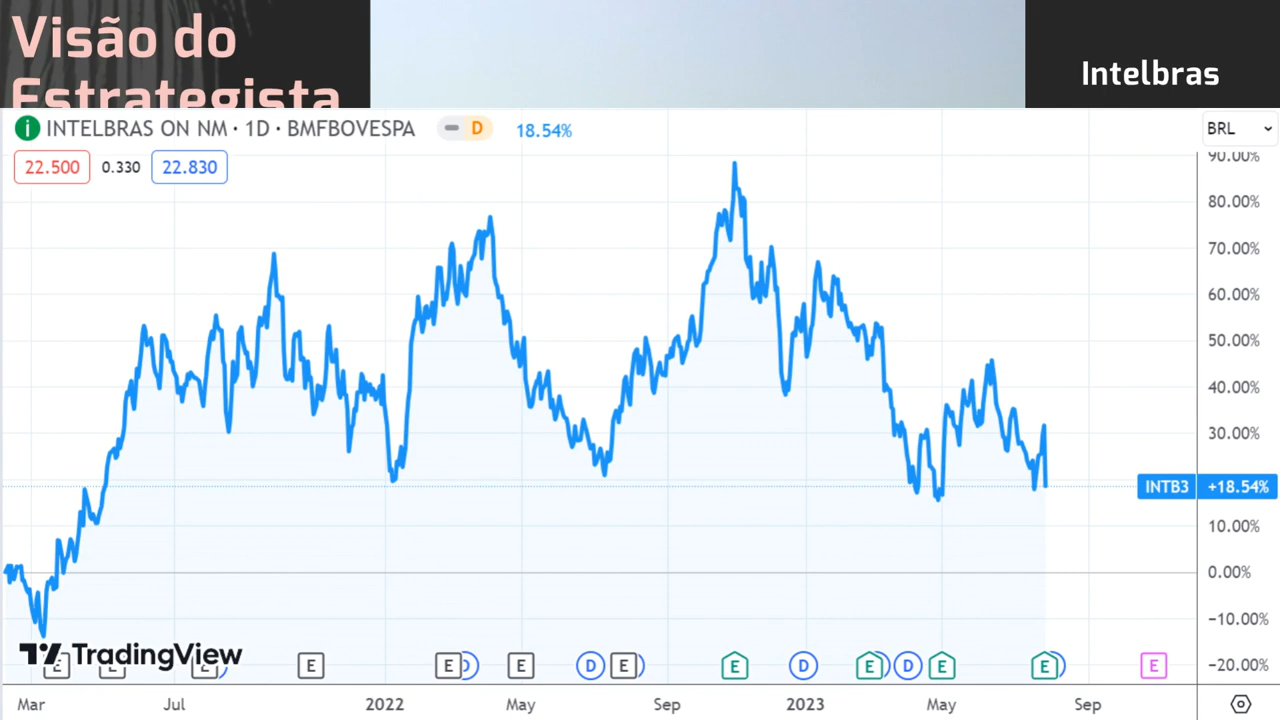 Visão do
Estrategista
Intelbras
INTELBRAS ON NM · 1D · BMFBOVESPA D 18.54% BRL
22.500 0.330 22.830
90.00%
80.00%
70.00%
60.00%
50.00%
40.00%
30.00%
INTB3 +18.54%
10.00%
0.00%
−10.00%
−20.00%
TradingView
E E E D E E D E D E D E D E D E D E D E
Mar Jul 2022 May Sep 2023 May Sep